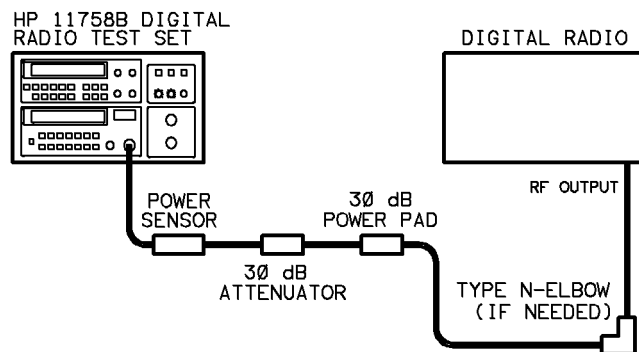 HP 11758B DIGITAL
RADIO TEST SET
DIGITAL RADIO
RF OUTPUT
POWER
SENSOR
30 dB
POWER PAD
30 dB
ATTENUATOR
TYPE N-ELBOW
(IF NEEDED)